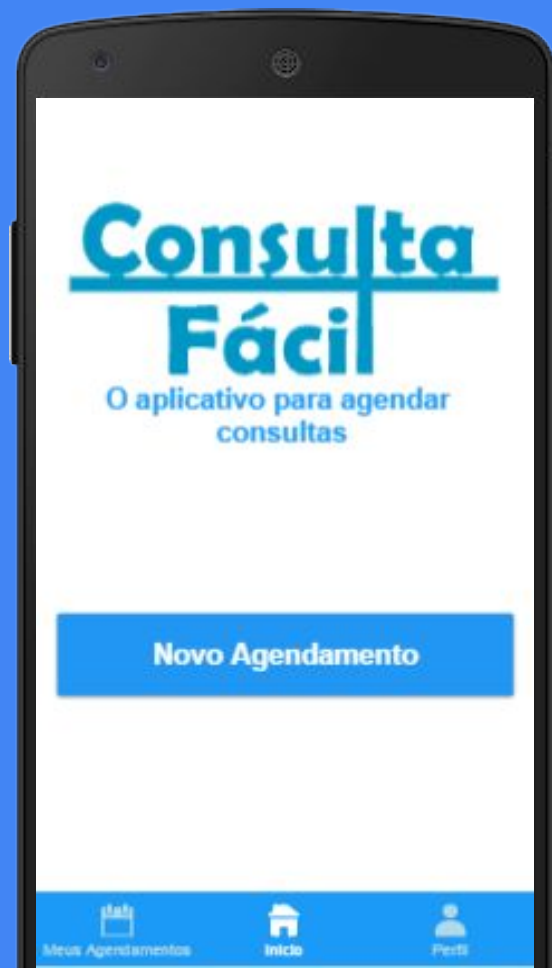 Consulta
Fácil
O aplicativo para agendar
consultas
Novo Agendamento
Meus Agendamentos
Início
Perfil